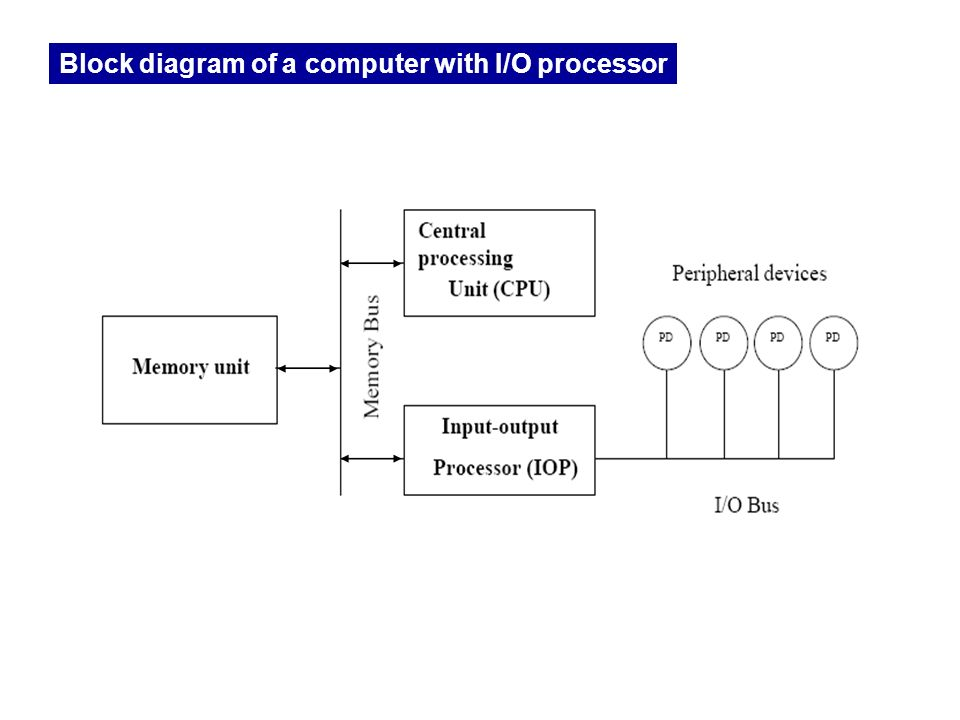 Block diagram of a computer with I/O processor
Central
processing
Unit (CPU)
Peripheral devices
Memory Bus
PD PD PD PD
Memory unit
Input-output
Processor (IOP)
I/O Bus